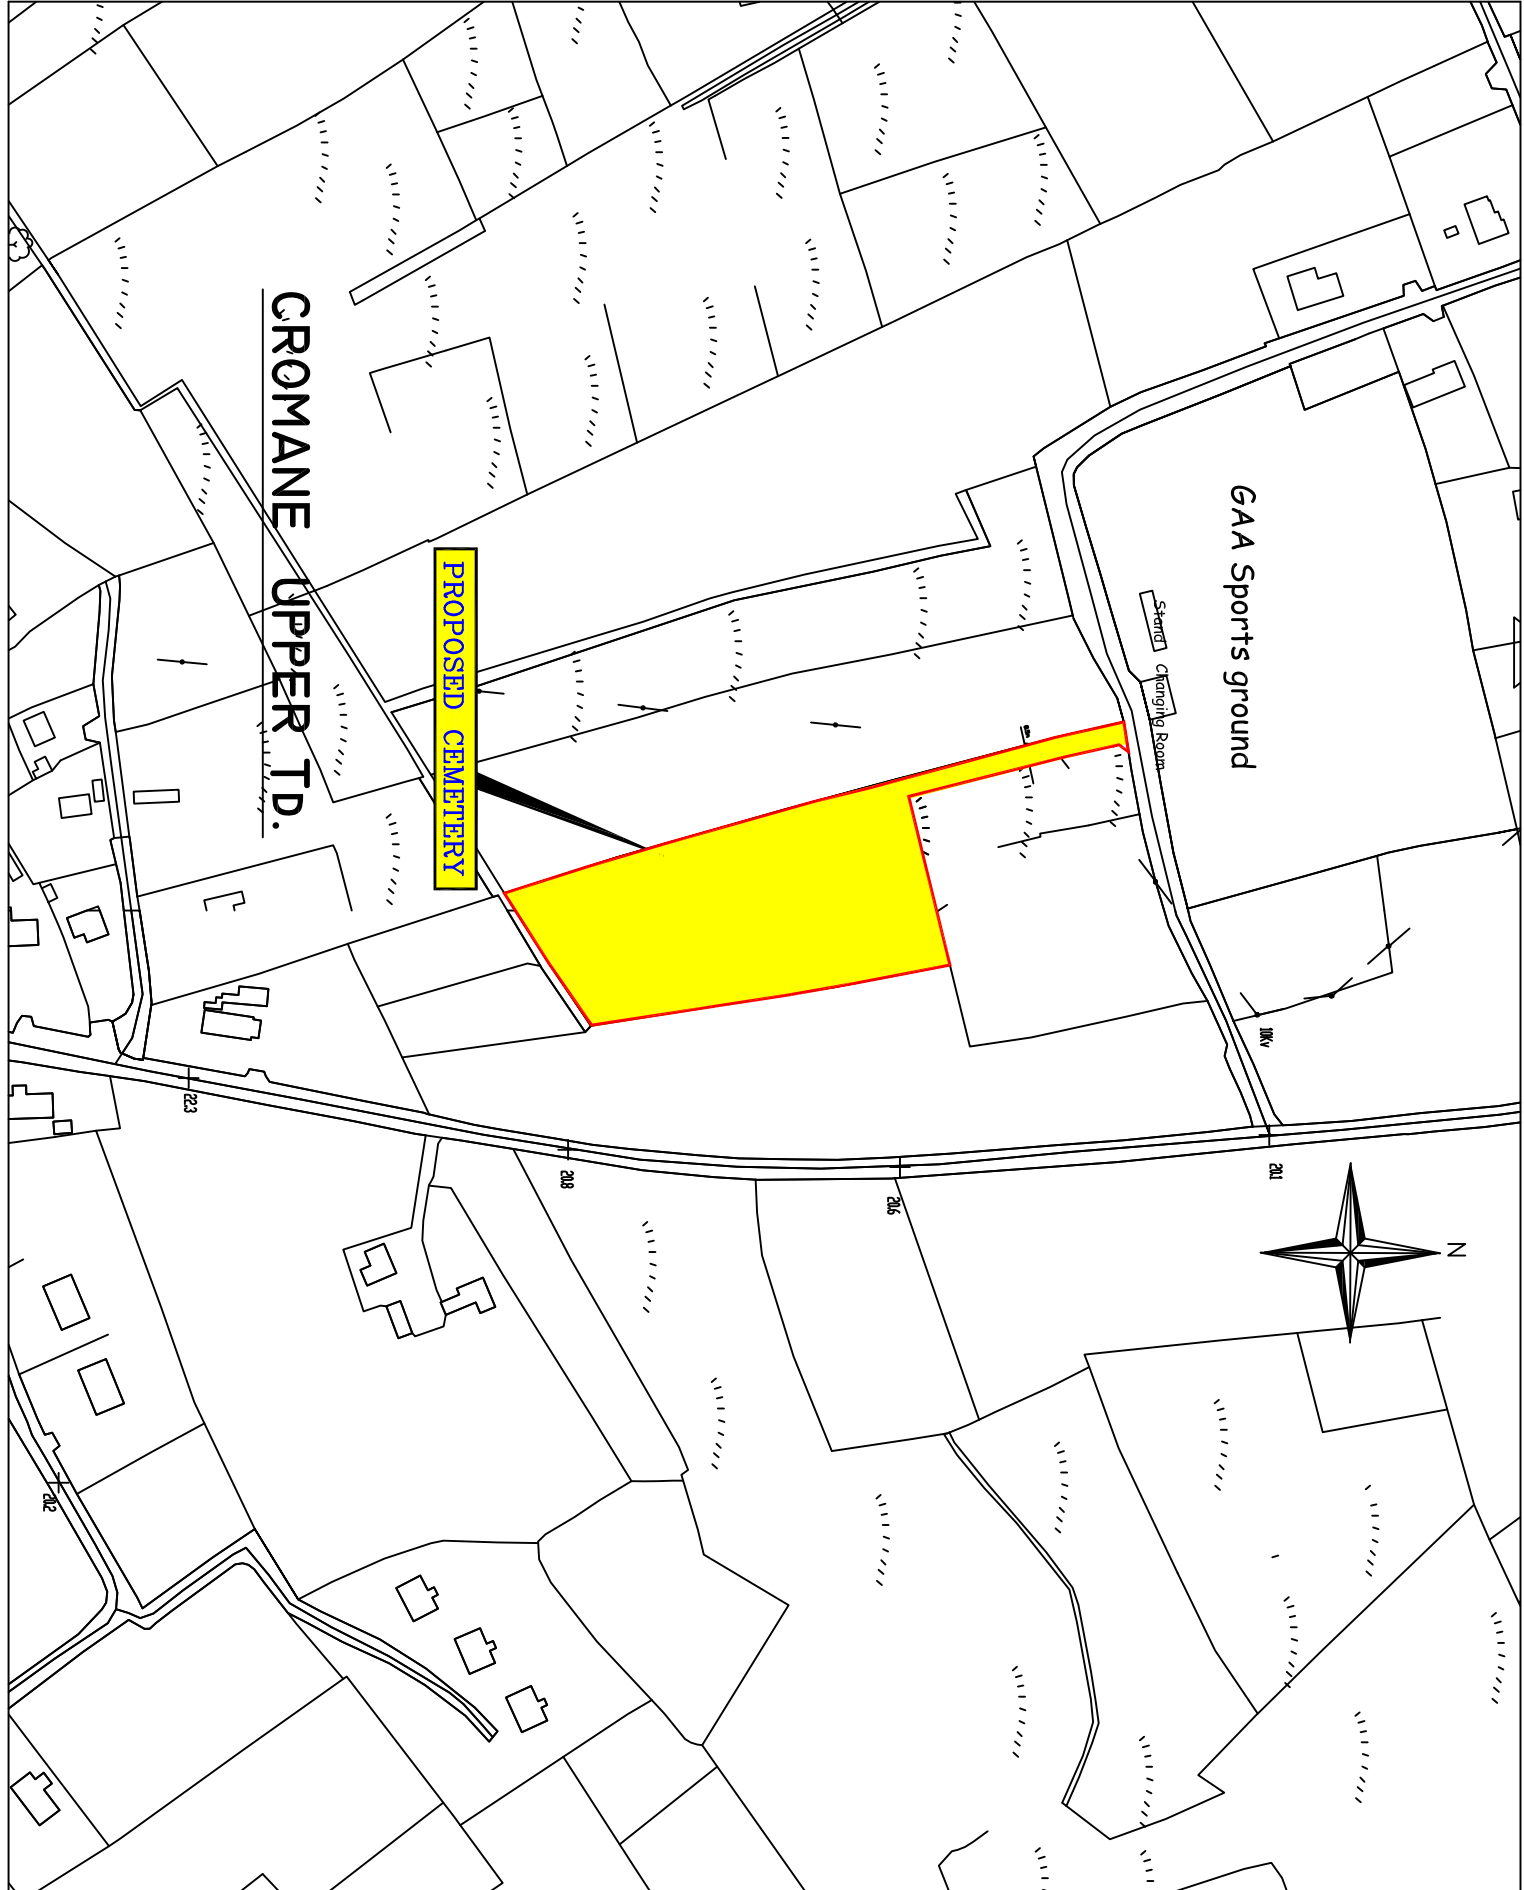 GAA Sports ground
Stand
Changing Room
10Kv
N
20.1
20.6
20.8
22.3
20.2
PROPOSED CEMETERY
CROMANE UPPER TD.